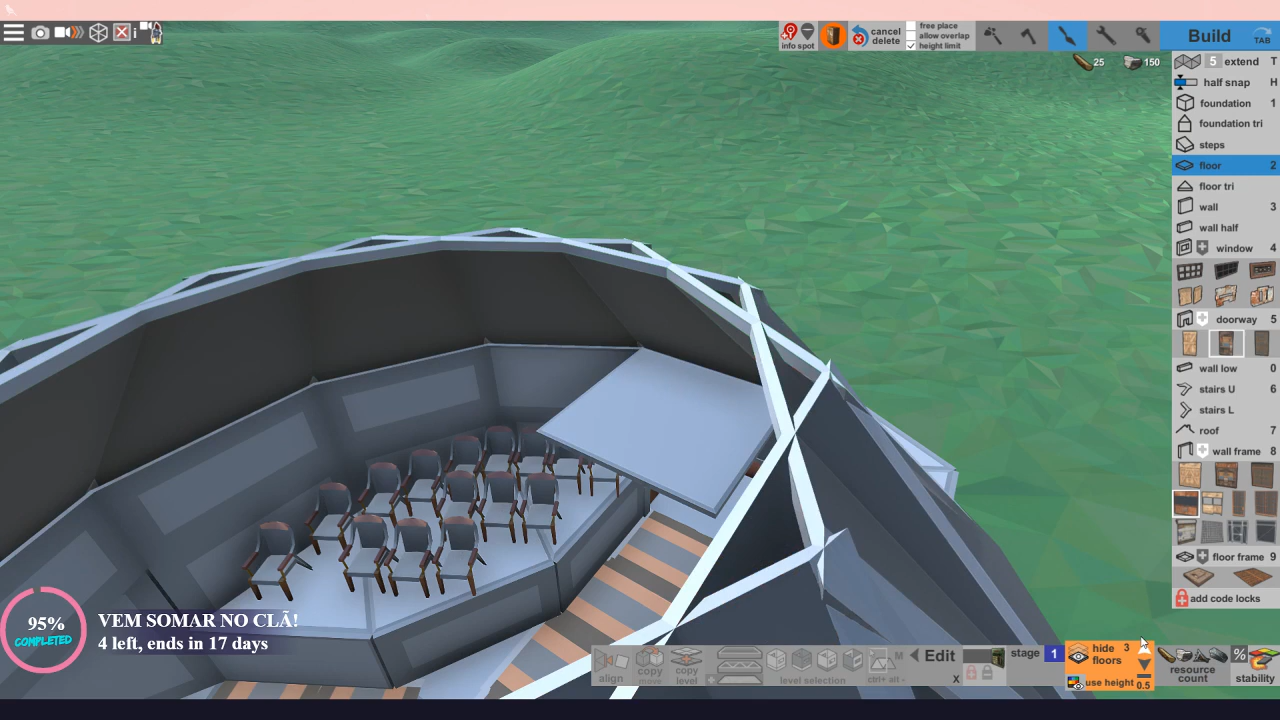 info spot
cancel
delete
free place
allow overlap
height limit
Build
TAB
25
150
5 extend T
half snap H
foundation 1
foundation tri
steps
floor 2
floor tri
wall 3
wall half
window 4
doorway 5
wall low 0
stairs U 6
stairs L
roof 7
wall frame 8
floor frame 9
add code locks
95%
COMPLETED
VEM SOMAR NO CLÃ!
4 left, ends in 17 days
align
copy
move
copy
level
level selection
M
ctrl+ alt -
Edit
X
stage 1
hide 3
floors
use height 0.5
resource
count
%
stability